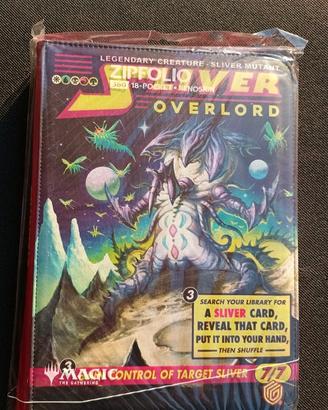 LEGENDARY CREATURE - SLIVER MUTANT
ZIPFOLIO
360 18-POCKET • XENOSKIN
SLIVER
OVERLORD
3
SEARCH YOUR LIBRARY FOR
A SLIVER CARD,
REVEAL THAT CARD,
PUT IT INTO YOUR HAND,
THEN SHUFFLE
3
MAGIC
THE GATHERING
CONTROL OF TARGET SLIVER
7/7